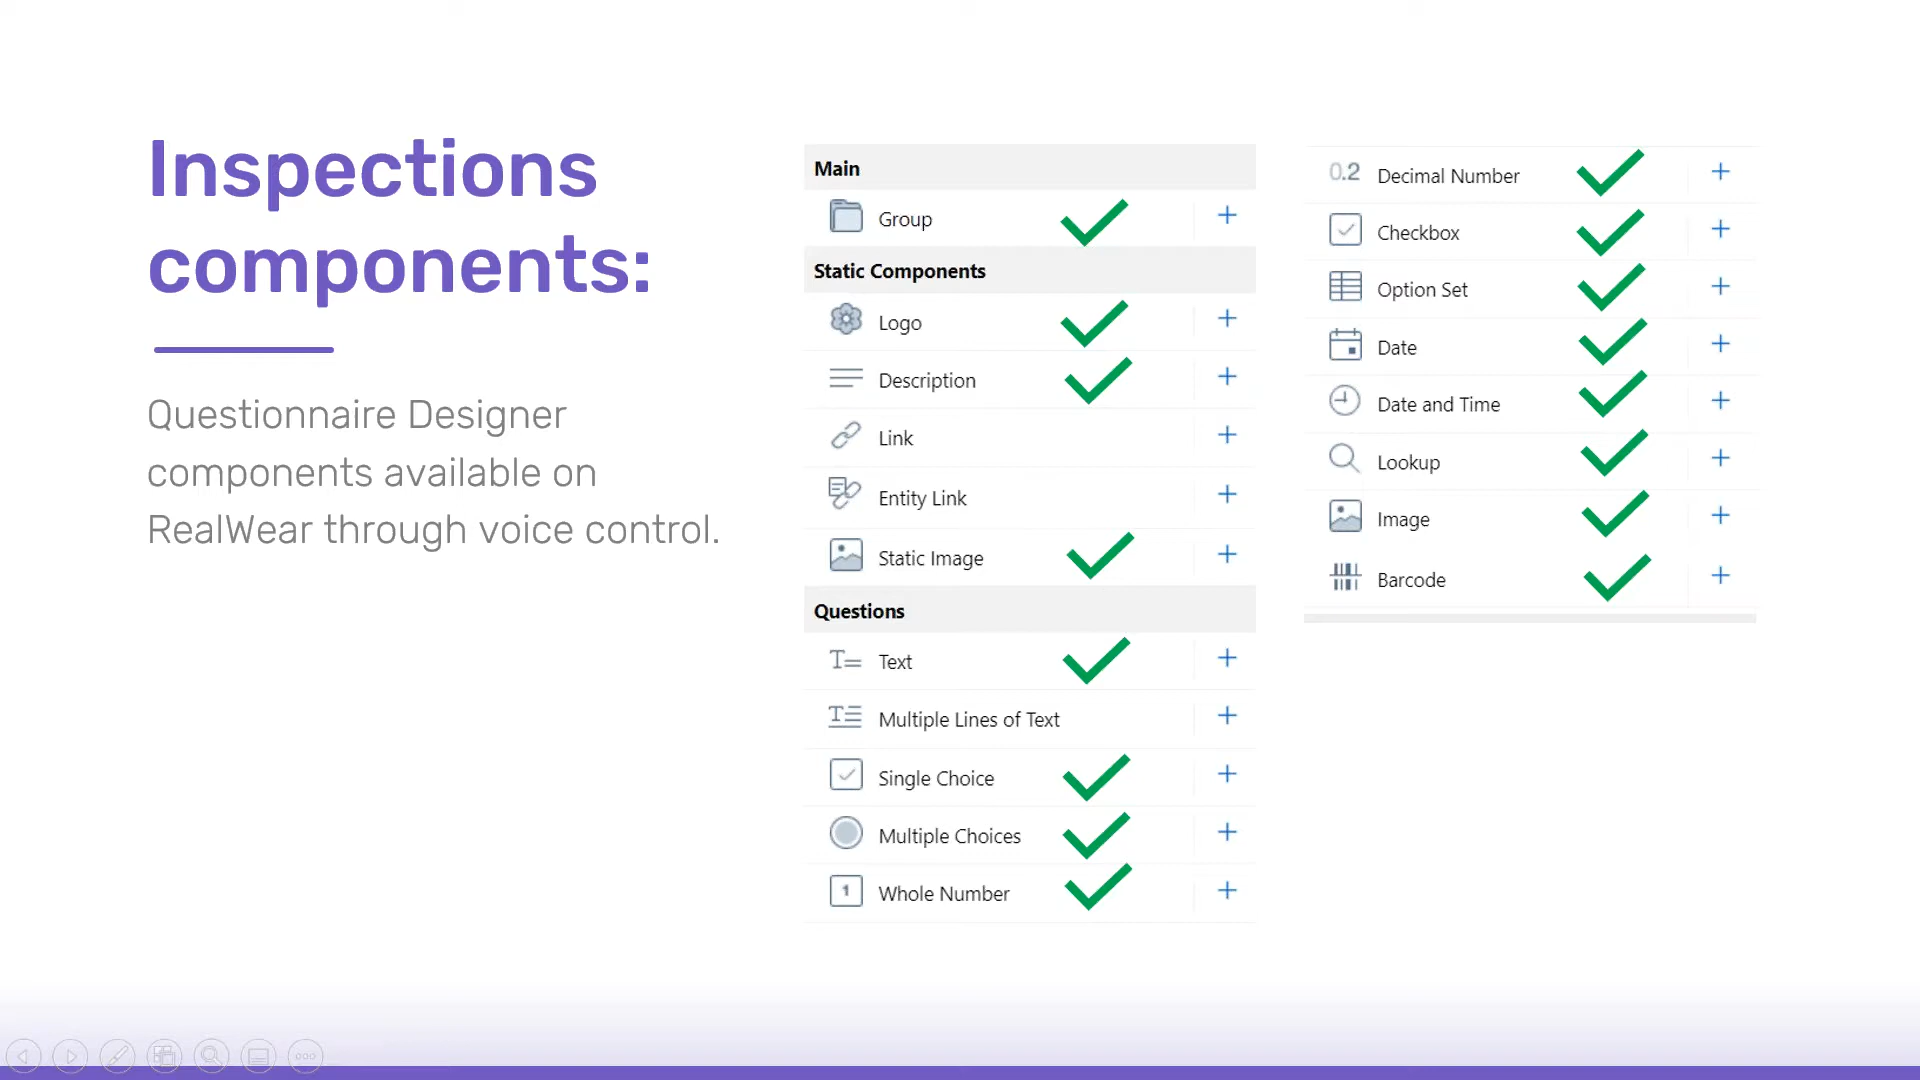 Inspections
components:
Questionnaire Designer
components available on
RealWear through voice control.
Main
Group
Static Components
Logo
Description
Link
Entity Link
Static Image
Questions
Text
Multiple Lines of Text
Single Choice
Multiple Choices
1 Whole Number
0.2 Decimal Number
Checkbox
Option Set
Date
Date and Time
Lookup
Image
Barcode